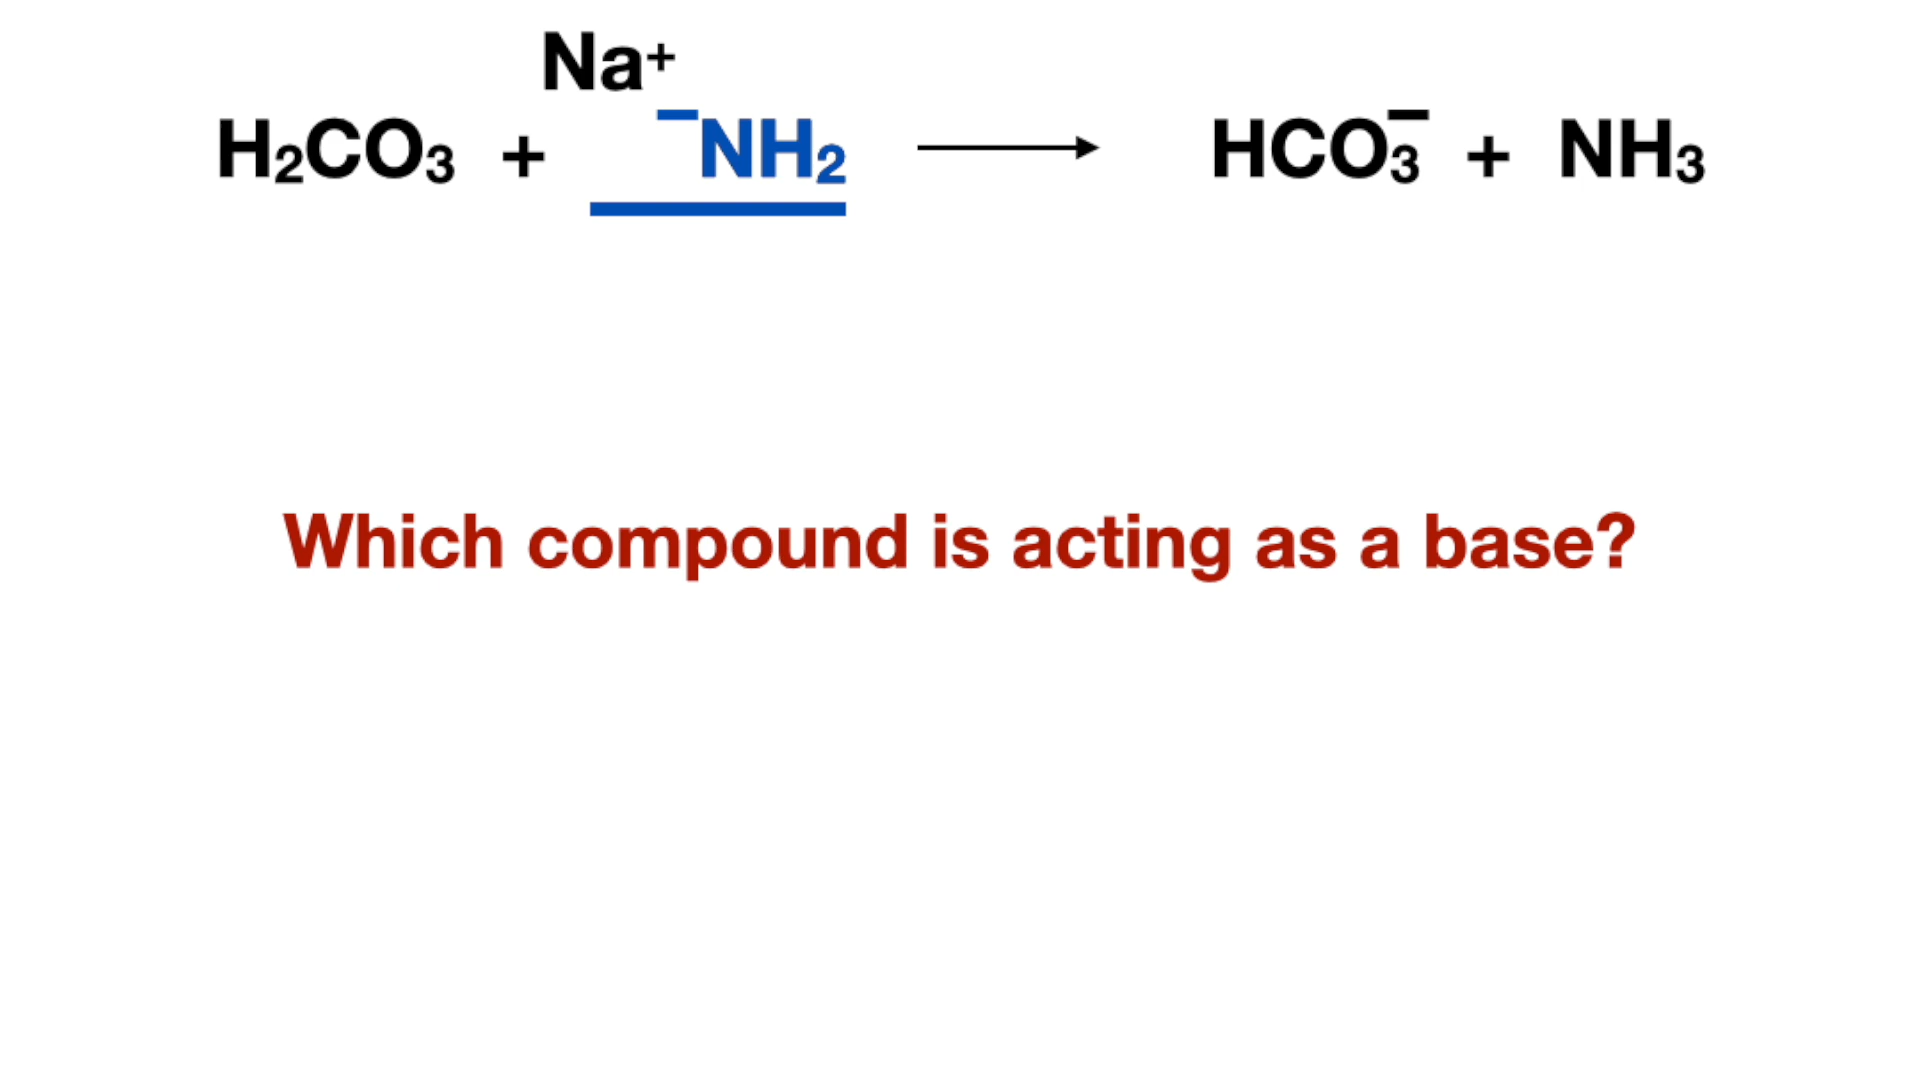 Na⁺
H₂CO₃ + ⁻NH₂ ⟶ HCO₃⁻ + NH₃
Which compound is acting as a base?